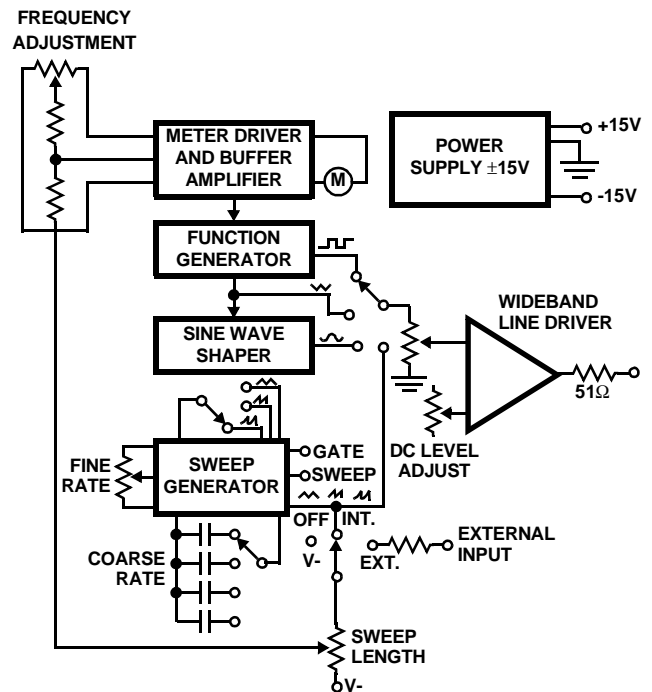 FREQUENCY
ADJUSTMENT
METER DRIVER
AND BUFFER
AMPLIFIER
M
POWER
SUPPLY ±15V
+15V
-15V
FUNCTION
GENERATOR
SINE WAVE
SHAPER
WIDEBAND
LINE DRIVER
51Ω
DC LEVEL
ADJUST
FINE
RATE
SWEEP
GENERATOR
GATE
SWEEP
OFF
INT.
V-
EXT.
EXTERNAL
INPUT
COARSE
RATE
SWEEP
LENGTH
V-